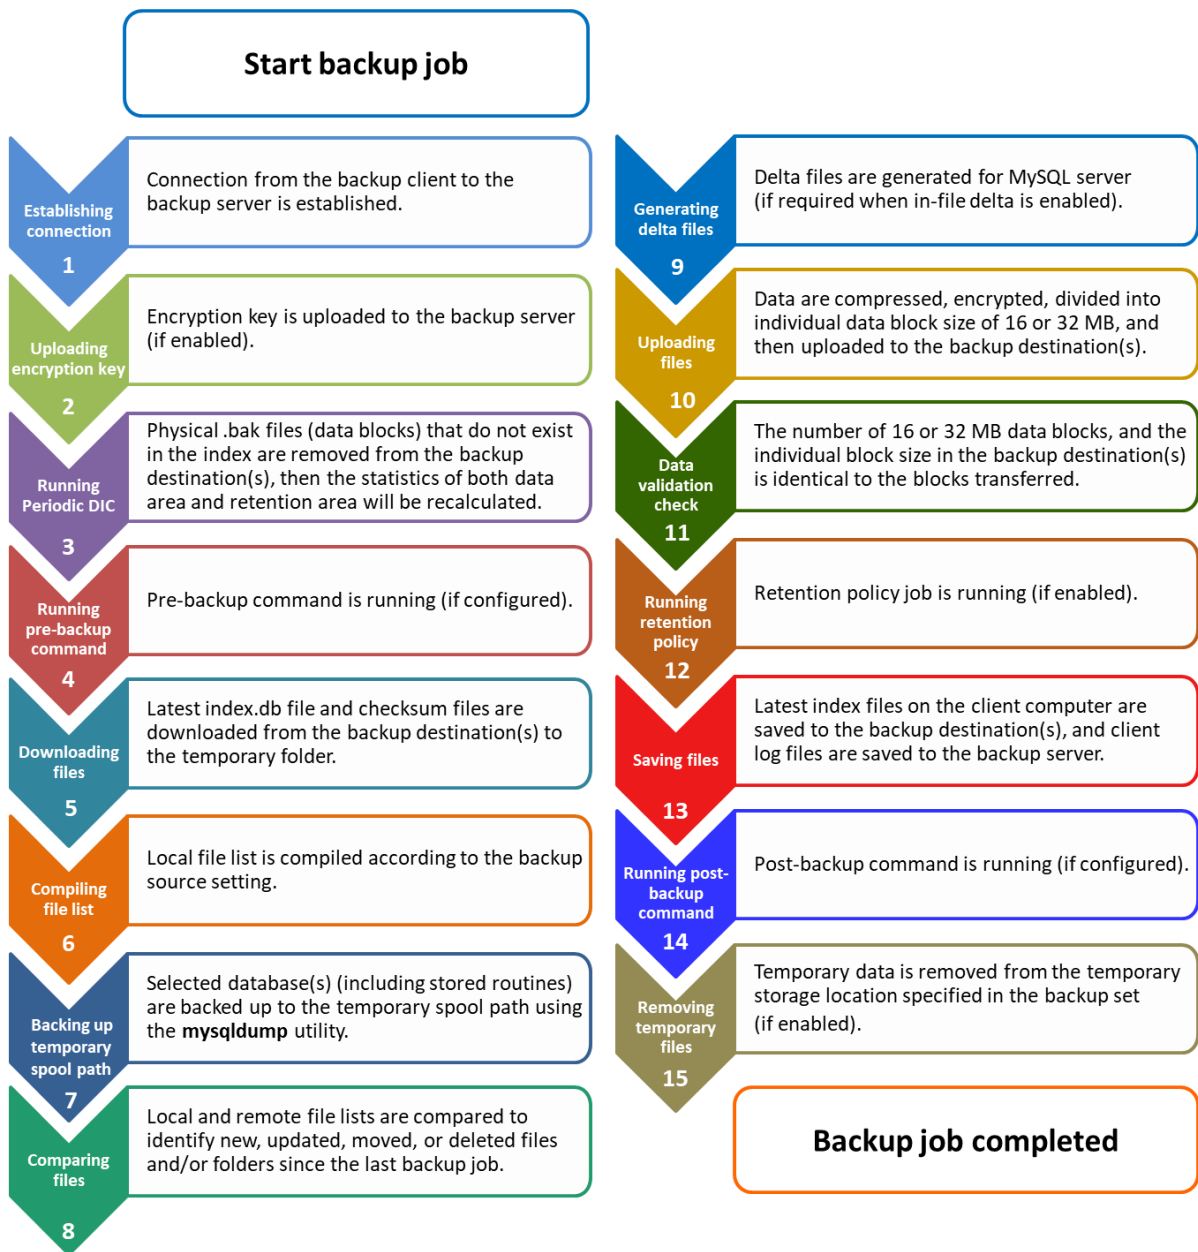 Start backup job
Establishing
connection
1
Connection from the backup client to the
backup server is established.
Uploading
encryption key
2
Encryption key is uploaded to the backup server
(if enabled).
Running
Periodic DIC
3
Physical .bak files (data blocks) that do not exist
in the index are removed from the backup
destination(s), then the statistics of both data
area and retention area will be recalculated.
Running
pre-backup
command
4
Pre-backup command is running (if configured).
Downloading
files
5
Latest index.db file and checksum files are
downloaded from the backup destination(s) to
the temporary folder.
Compiling
file list
6
Local file list is compiled according to the backup
source setting.
Backing up
temporary
spool path
7
Selected database(s) (including stored routines)
are backed up to the temporary spool path using
the mysqldump utility.
Comparing
files
8
Local and remote file lists are compared to
identify new, updated, moved, or deleted files
and/or folders since the last backup job.
Generating
delta files
9
Delta files are generated for MySQL server
(if required when in-file delta is enabled).
Uploading
files
10
Data are compressed, encrypted, divided into
individual data block size of 16 or 32 MB, and
then uploaded to the backup destination(s).
Data
validation
check
11
The number of 16 or 32 MB data blocks, and the
individual block size in the backup destination(s)
is identical to the blocks transferred.
Running
retention
policy
12
Retention policy job is running (if enabled).
Saving files
13
Latest index files on the client computer are
saved to the backup destination(s), and client
log files are saved to the backup server.
Running post-
backup
command
14
Post-backup command is running (if configured).
Removing
temporary
files
15
Temporary data is removed from the temporary
storage location specified in the backup set
(if enabled).
Backup job completed